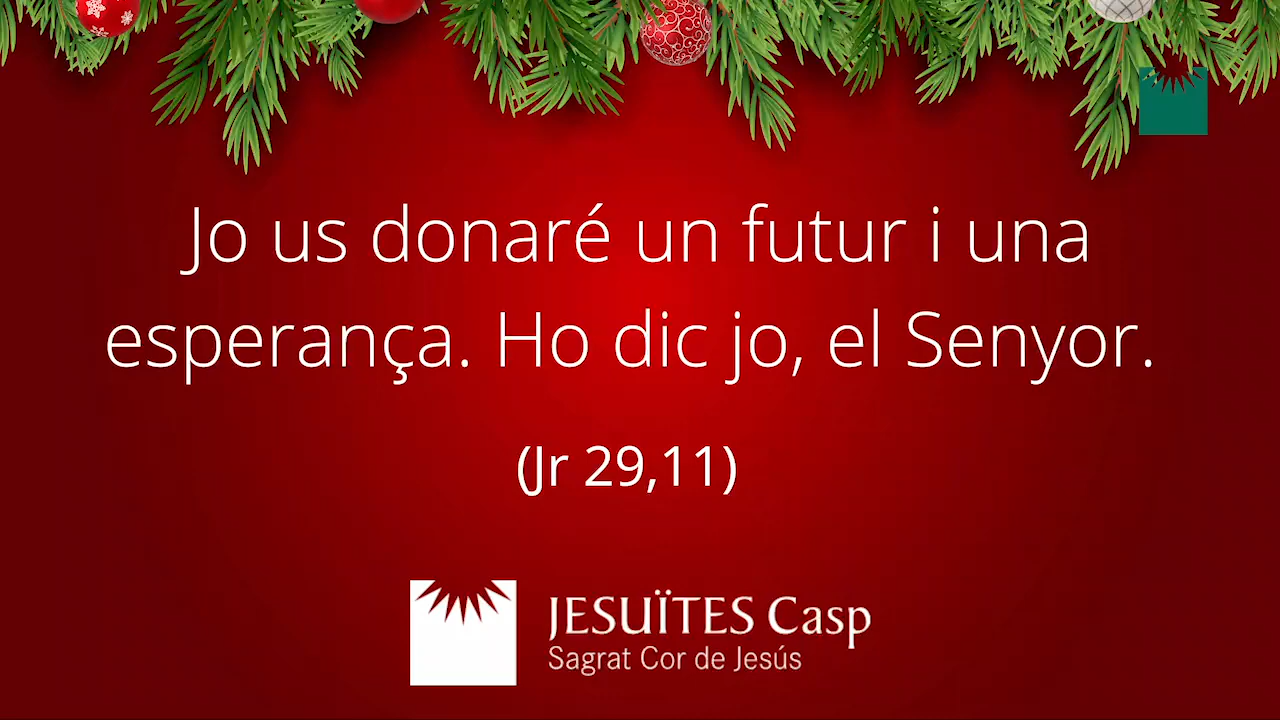 Jo us donaré un futur i una
esperança. Ho dic jo, el Senyor.
(Jr 29,11)
JESUÏTES Casp
Sagrat Cor de Jesús